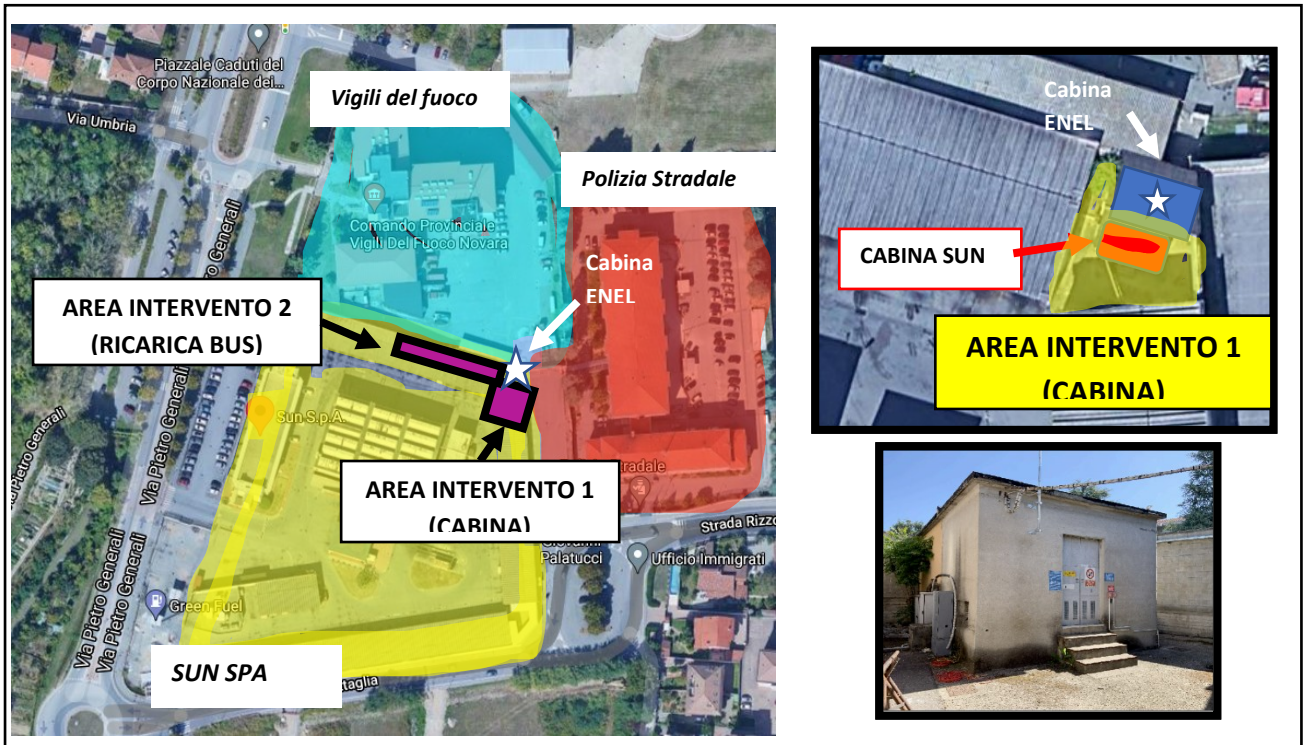 Piazzale Caduti del
Corpo Nazionale dei...
Via Umbria
Vigili del fuoco
Polizia Stradale
Comando Provinciale
Vigili Del Fuoco Novara
Cabina
ENEL
AREA INTERVENTO 2
(RICARICA BUS)
Via Pietro Generali
Via Pietro Generali
Via Pietro Generali
Sun S.p.A.
AREA INTERVENTO 1
(CABINA)
Strada Rizzo
Palatucci
Ufficio Immigrati
Green Fuel
Via Pietro Generali
Via Pietro Generali
SUN SPA
Cabina
ENEL
CABINA SUN
AREA INTERVENTO 1
(CABINA)